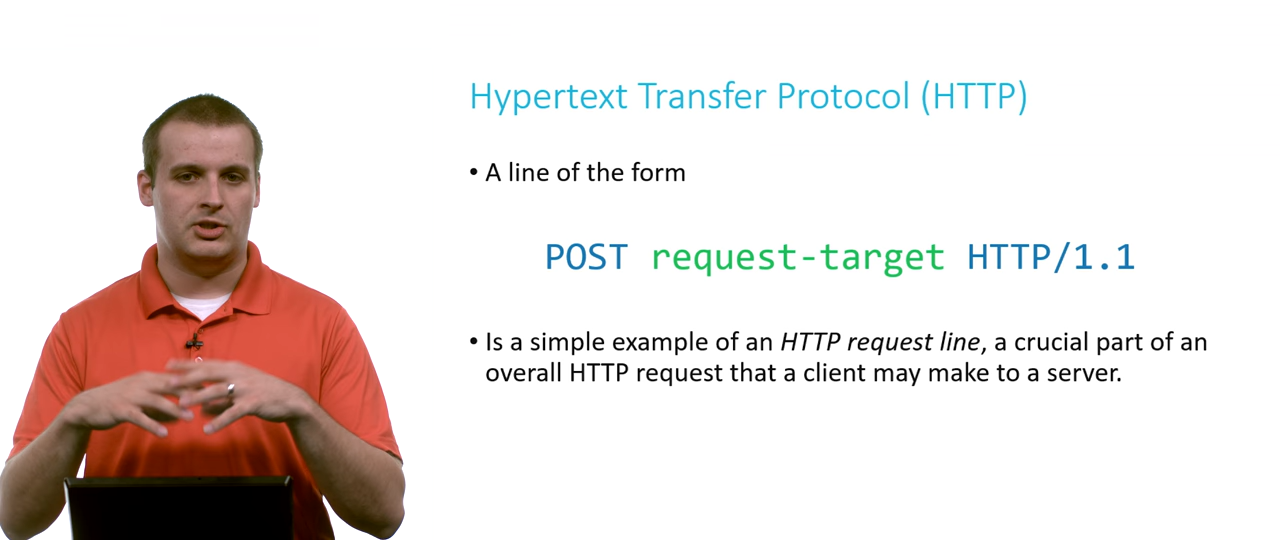 Hypertext Transfer Protocol (HTTP)
• A line of the form
POST request-target HTTP/1.1
• Is a simple example of an HTTP request line, a crucial part of an
overall HTTP request that a client may make to a server.